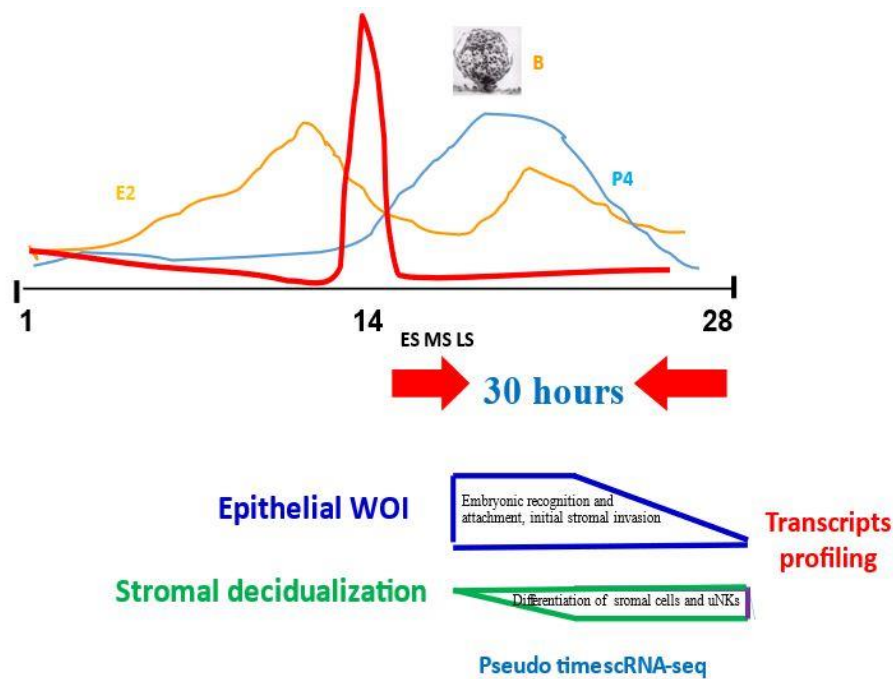 B
E2
P4
1 14 28
ES MS LS
30 hours
Epithelial WOI
Embryonic recognition and
attachment, initial stromal invasion
Transcripts
profiling
Stromal decidualization
Differentiation of sromal cells and uNKs
Pseudo timescRNA-seq